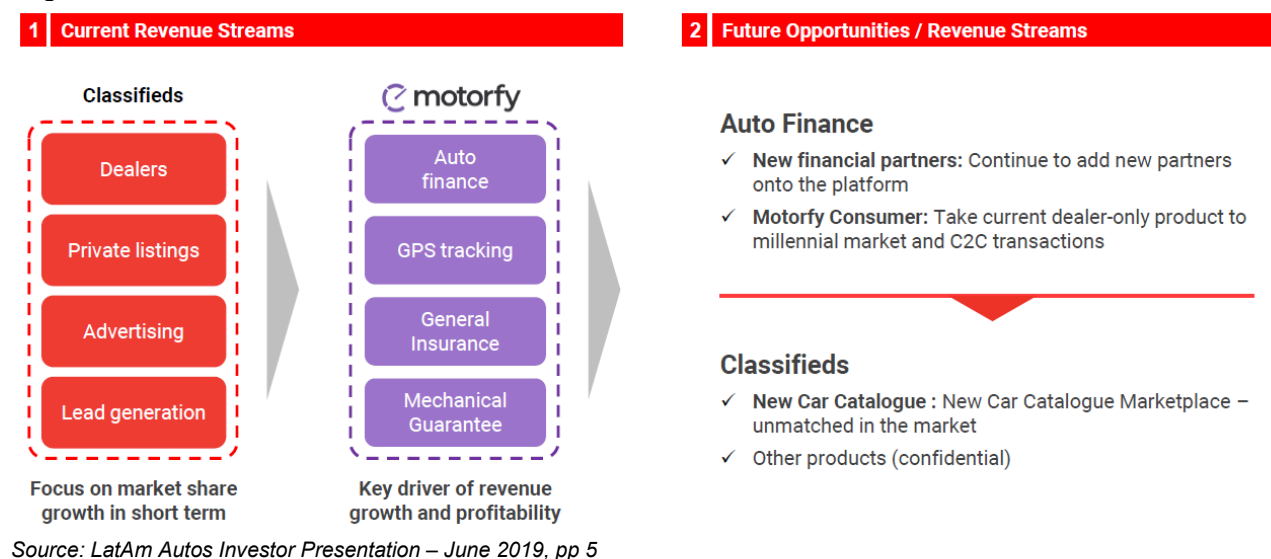 1 Current Revenue Streams
Classifieds
Dealers
Private listings
Advertising
Lead generation
Focus on market share
growth in short term
motorfy
Auto
finance
GPS tracking
General
Insurance
Mechanical
Guarantee
Key driver of revenue
growth and profitability
2 Future Opportunities / Revenue Streams
Auto Finance
✓ New financial partners: Continue to add new partners
onto the platform
✓ Motorfy Consumer: Take current dealer-only product to
millennial market and C2C transactions
Classifieds
✓ New Car Catalogue : New Car Catalogue Marketplace –
unmatched in the market
✓ Other products (confidential)
Source: LatAm Autos Investor Presentation – June 2019, pp 5